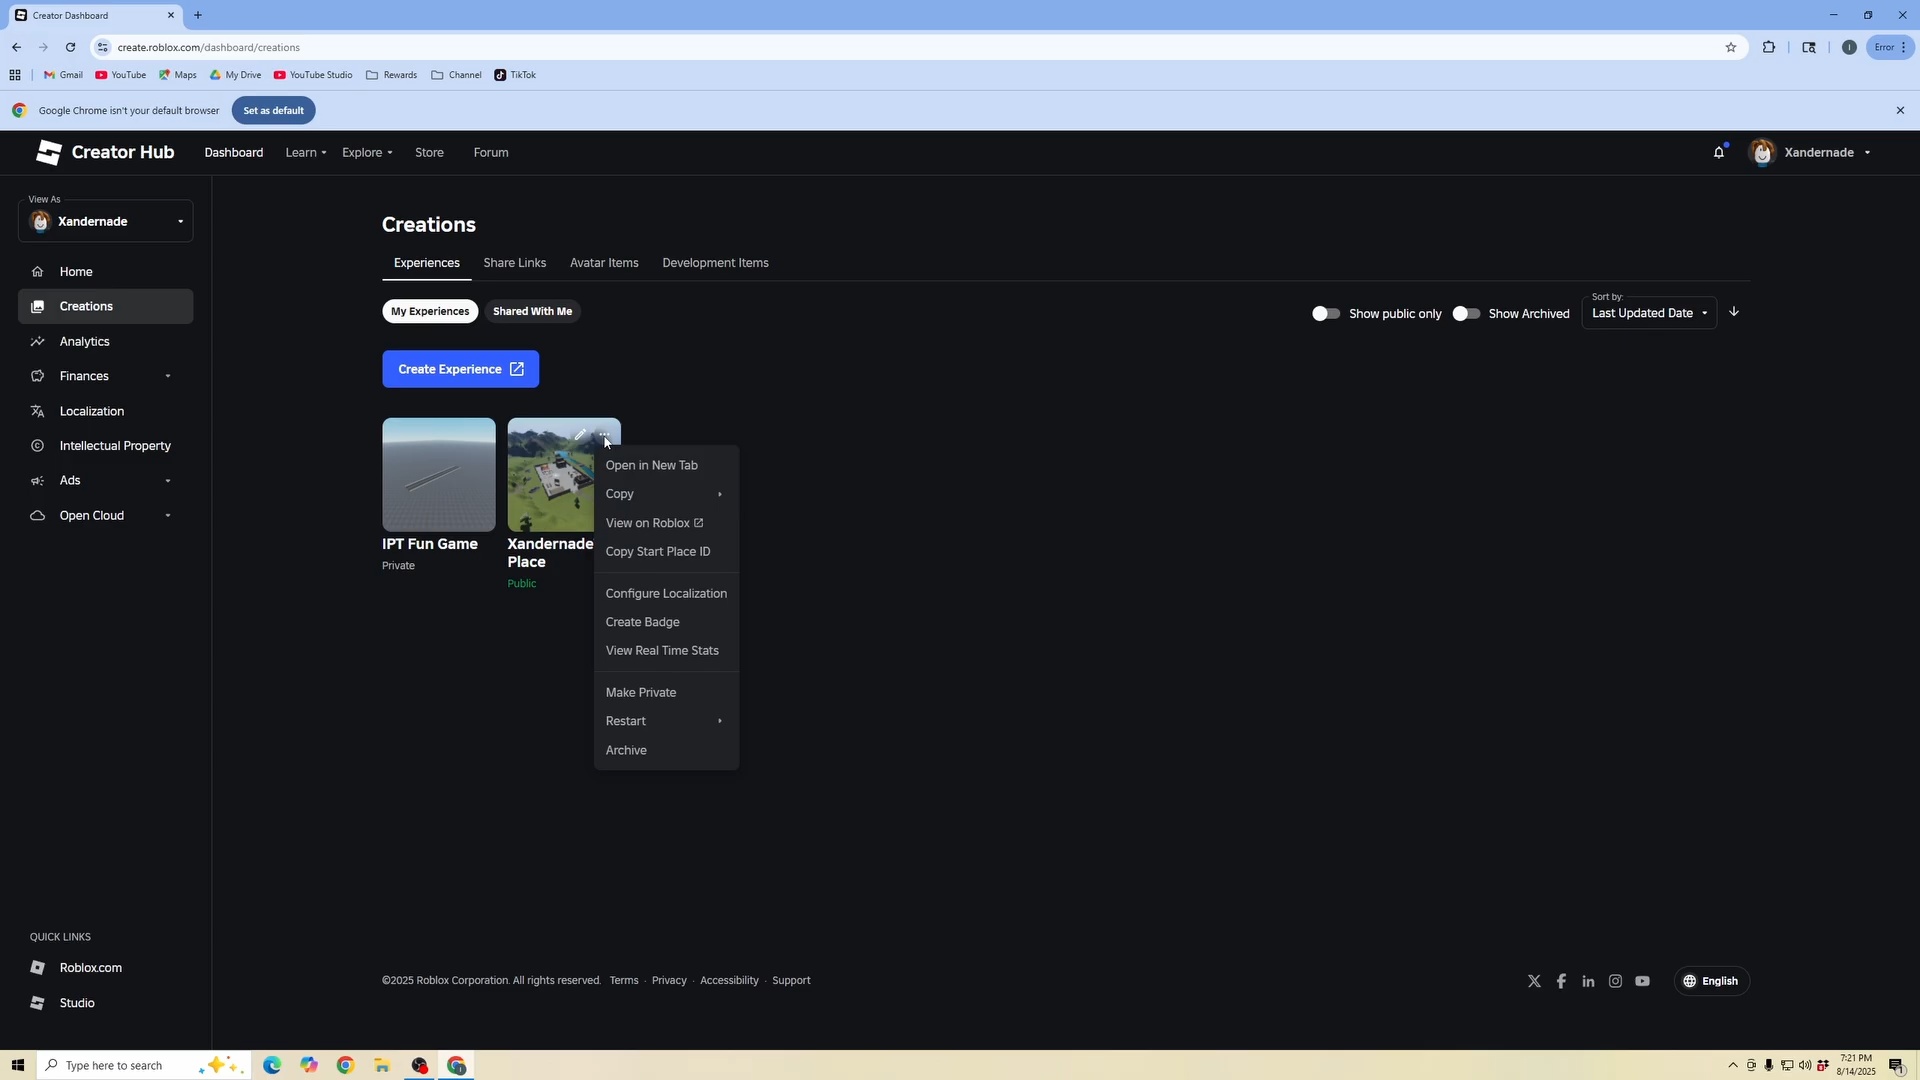 Creator Dashboard
create.roblox.com/dashboard/creations
Error
Gmail YouTube Maps My Drive YouTube Studio Rewards Channel TikTok
Google Chrome isn't your default browser Set as default
Creator Hub Dashboard Learn Explore Store Forum Xandernade
View As
Xandernade
Home
Creations
Analytics
Finances
Localization
Intellectual Property
Ads
Open Cloud
QUICK LINKS
Roblox.com
Studio
Creations
Experiences Share Links Avatar Items Development Items
My Experiences Shared With Me
Show public only Show Archived
Sort by:
Last Updated Date
Create Experience
IPT Fun Game
Private
Xandernade
Place
Public
Open in New Tab
Copy
View on Roblox
Copy Start Place ID
Configure Localization
Create Badge
View Real Time Stats
Make Private
Restart
Archive
©2025 Roblox Corporation. All rights reserved. Terms · Privacy · Accessibility · Support
English
Type here to search
7:21 PM
8/14/2025